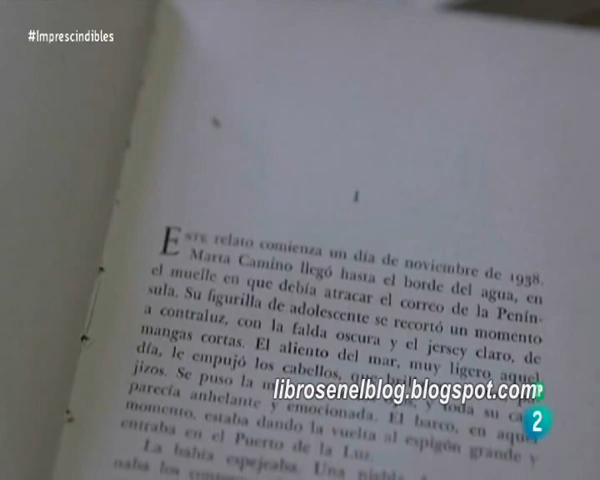 #Imprescindibles
I
ESTE relato comienza un día de noviembre de 1938.
Marta Camino llegó hasta el borde del agua, en
el muelle en que debía atracar el correo de la Penín-
sula. Su figurilla de adolescente se recortó un momento
a contraluz, con la falda oscura y el jersey claro, de
mangas cortas. El aliento del mar, muy ligero aquel
día, le empujó los cabellos, que
jizos. Se puso la y toda su ca
librosenelblog.blogspot.com
parecía anhelante y emocionada. El barco, en aquel
momento, estaba dando la vuelta al espigón grande y
entraba en el Puerto de la Luz.
La bahía espejeaba. Una niebla
2